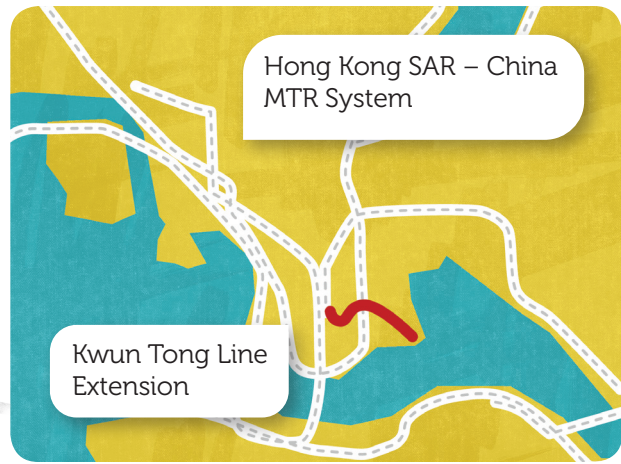 Hong Kong SAR – China
MTR System
Kwun Tong Line
Extension